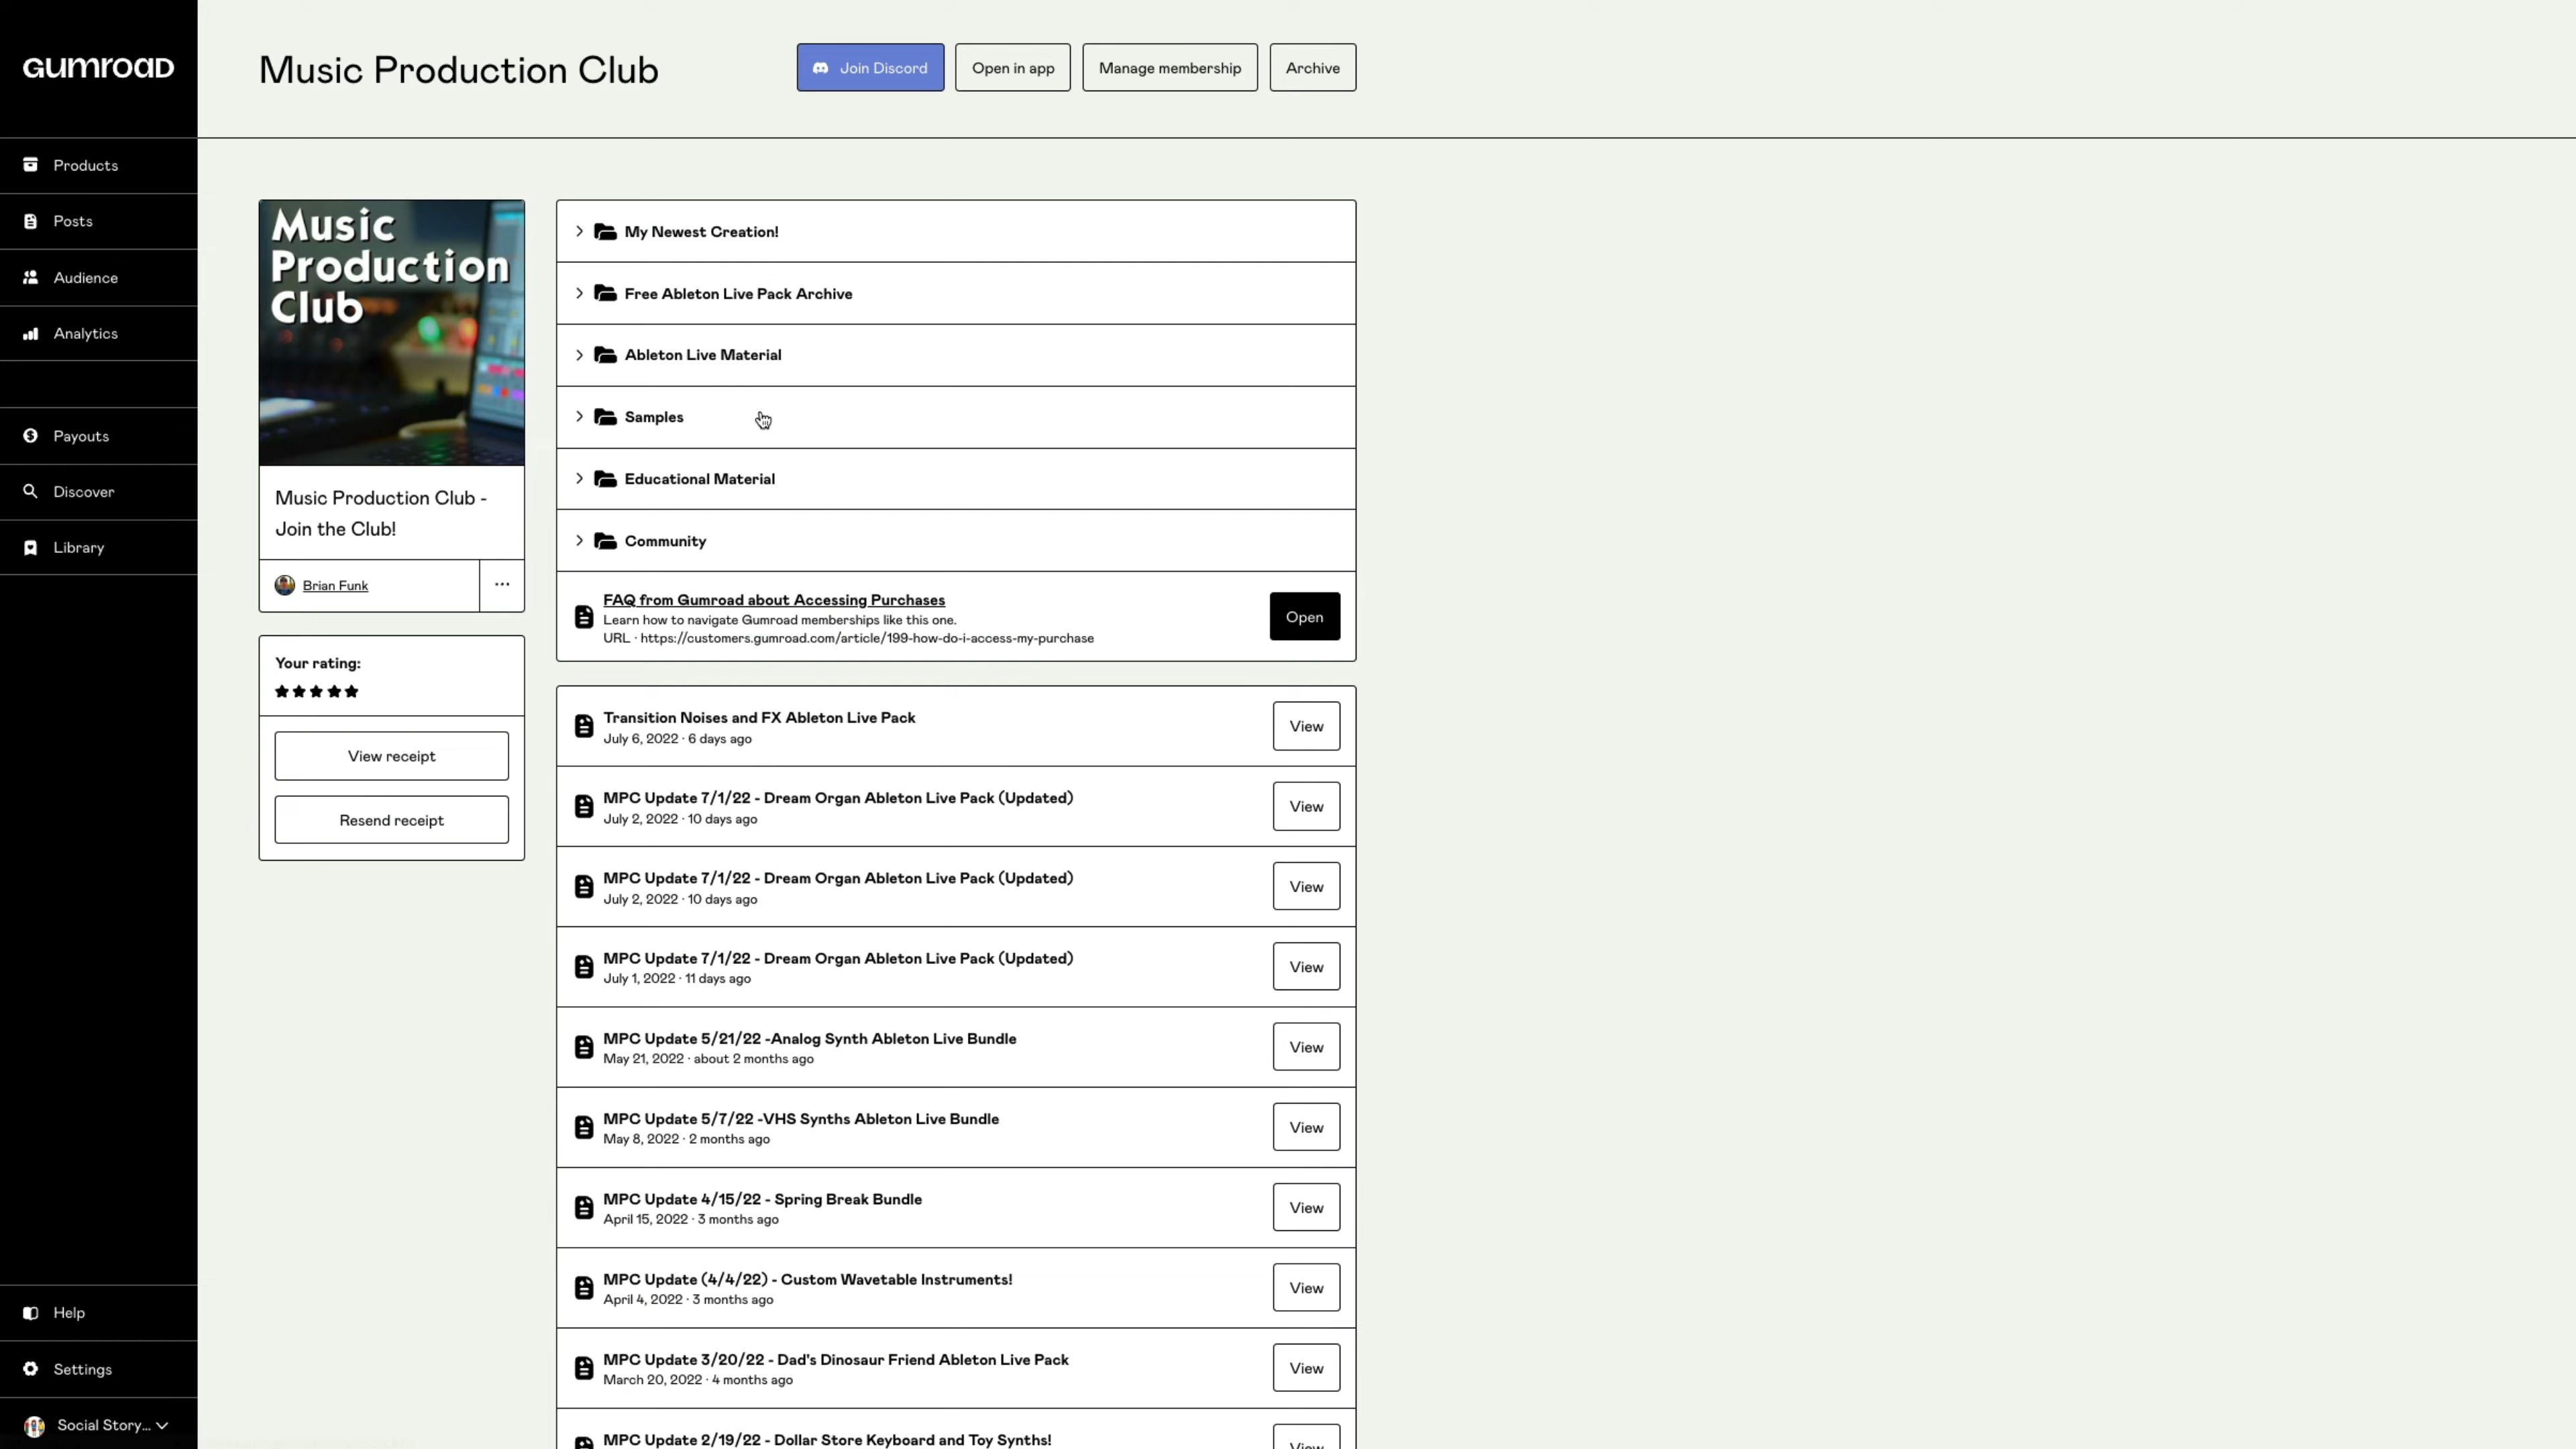 GUMROAD
Products
Posts
Audience
Analytics
Payouts
Discover
Library
Help
Settings
Social Story...
Music Production Club
Join Discord
Open in app
Manage membership
Archive
Music
Production
Club
Music Production Club -
Join the Club!
Brian Funk
...
Your rating:
View receipt
Resend receipt
My Newest Creation!
Free Ableton Live Pack Archive
Ableton Live Material
Samples
Educational Material
Community
FAQ from Gumroad about Accessing Purchases
Learn how to navigate Gumroad memberships like this one.
URL · https://customers.gumroad.com/article/199-how-do-i-access-my-purchase
Open
Transition Noises and FX Ableton Live Pack
July 6, 2022 · 6 days ago
View
MPC Update 7/1/22 - Dream Organ Ableton Live Pack (Updated)
July 2, 2022 · 10 days ago
View
MPC Update 7/1/22 - Dream Organ Ableton Live Pack (Updated)
July 2, 2022 · 10 days ago
View
MPC Update 7/1/22 - Dream Organ Ableton Live Pack (Updated)
July 1, 2022 · 11 days ago
View
MPC Update 5/21/22 -Analog Synth Ableton Live Bundle
May 21, 2022 · about 2 months ago
View
MPC Update 5/7/22 -VHS Synths Ableton Live Bundle
May 8, 2022 · 2 months ago
View
MPC Update 4/15/22 - Spring Break Bundle
April 15, 2022 · 3 months ago
View
MPC Update (4/4/22) - Custom Wavetable Instruments!
April 4, 2022 · 3 months ago
View
MPC Update 3/20/22 - Dad's Dinosaur Friend Ableton Live Pack
March 20, 2022 · 4 months ago
View
MPC Update 2/19/22 - Dollar Store Keyboard and Toy Synths!
View